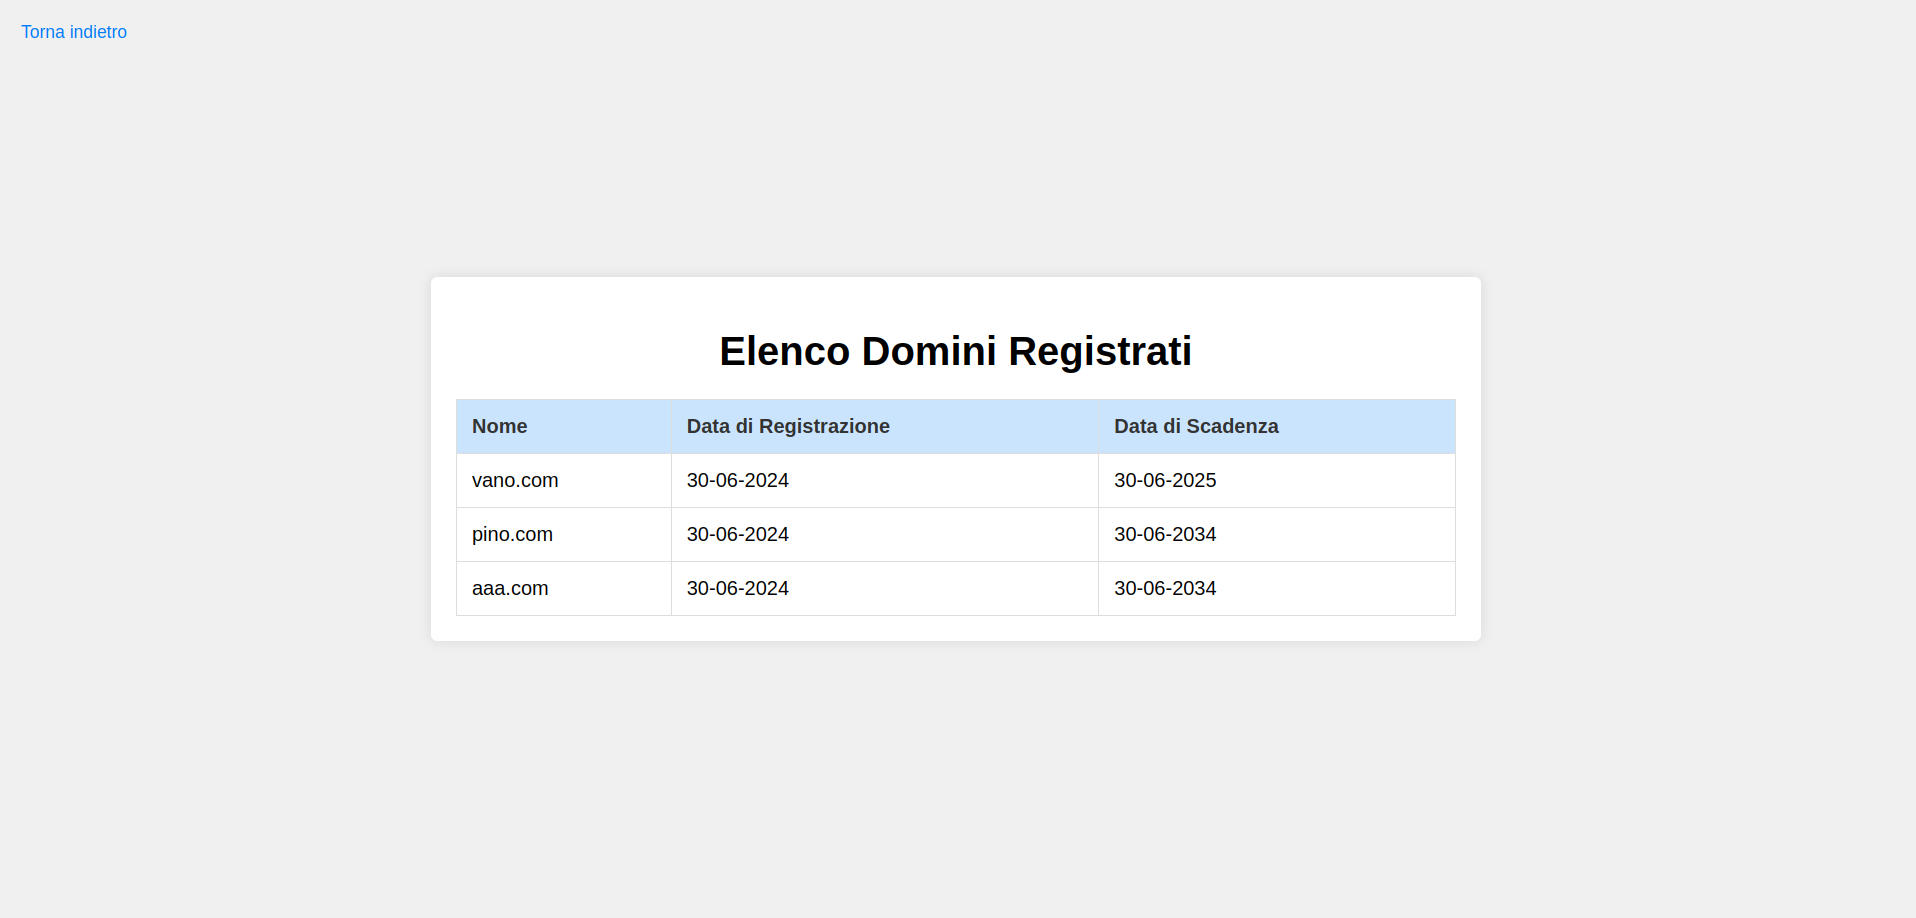 Torna indietro
Elenco Domini Registrati
Nome Data di Registrazione Data di Scadenza
vano.com 30-06-2024 30-06-2025
pino.com 30-06-2024 30-06-2034
aaa.com 30-06-2024 30-06-2034